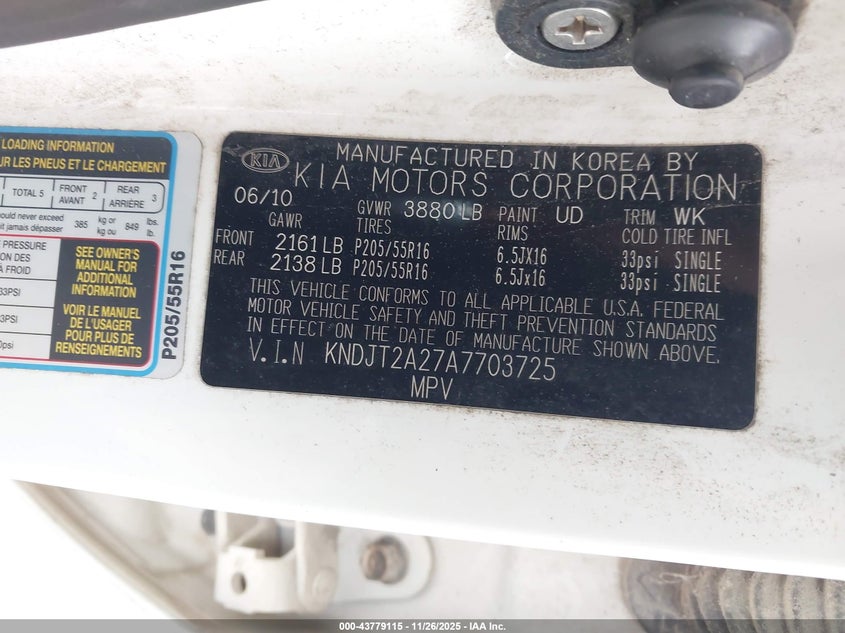 LOADING INFORMATION
UR LES PNEUS ET LE CHARGEMENT
TOTAL 5 FRONT AVANT 2 REAR ARRIÈRE 3
should never exceed 385 kg or 849 lbs.
it jamais dépasser kg ou lb.
PRESSURE
ON DES
À FROID
33PSI
3PSI
0psi
SEE OWNER'S
MANUAL FOR
ADDITIONAL
INFORMATION
VOIR LE MANUEL
DE L'USAGER
POUR PLUS DE
RENSEIGNEMENTS
P205/55R16
KIA
MANUFACTURED IN KOREA BY
KIA MOTORS CORPORATION
06/10 GVWR 3880 LB PAINT UD TRIM WK
GAWR TIRES RIMS COLD TIRE INFL
FRONT 2161 LB P205/55R16 6.5JX16 33psi SINGLE
REAR 2138 LB P205/55R16 6.5Jx16 33psi SINGLE
THIS VEHICLE CONFORMS TO ALL APPLICABLE U.S.A. FEDERAL
MOTOR VEHICLE SAFETY AND THEFT PREVENTION STANDARDS
IN EFFECT ON THE DATE OF MANUFACTURE SHOWN ABOVE.
V.I.N KNDJT2A27A7703725
MPV
000-43779115 - 11/26/2025 - IAA Inc.